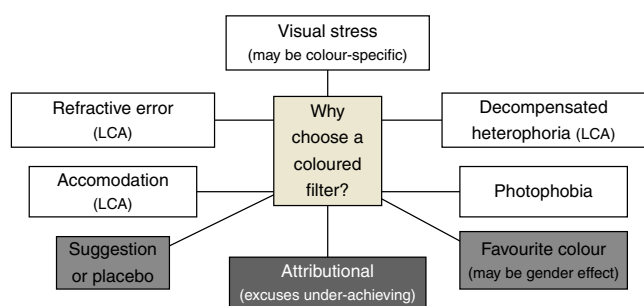 Visual stress
(may be colour-specific)
Refractive error
(LCA)
Why
choose a
coloured
filter?
Decompensated
heterophoria (LCA)
Accomodation
(LCA)
Photophobia
Suggestion
or placebo
Attributional
(excuses under-achieving)
Favourite colour
(may be gender effect)